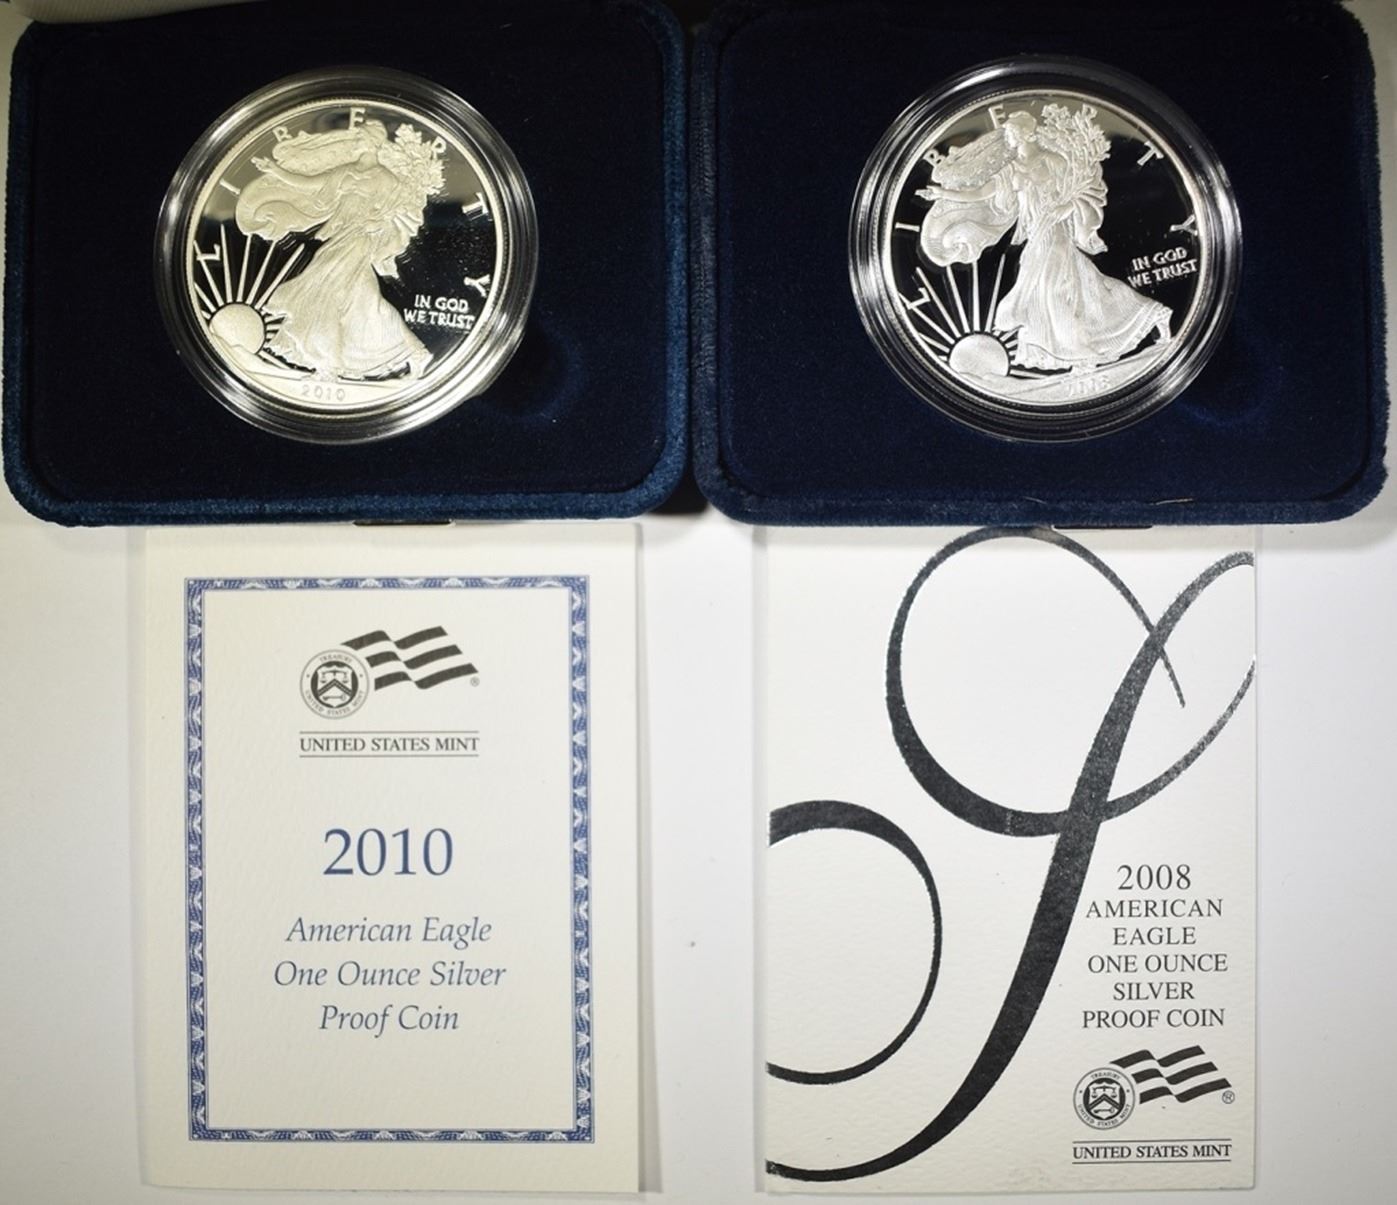 LIBERTY
IN GOD
WE TRUST
2010
LIBERTY
IN GOD
WE TRUST
UNITED STATES MINT
2010
American Eagle
One Ounce Silver
Proof Coin
2008
AMERICAN
EAGLE
ONE OUNCE
SILVER
PROOF COIN
UNITED STATES MINT